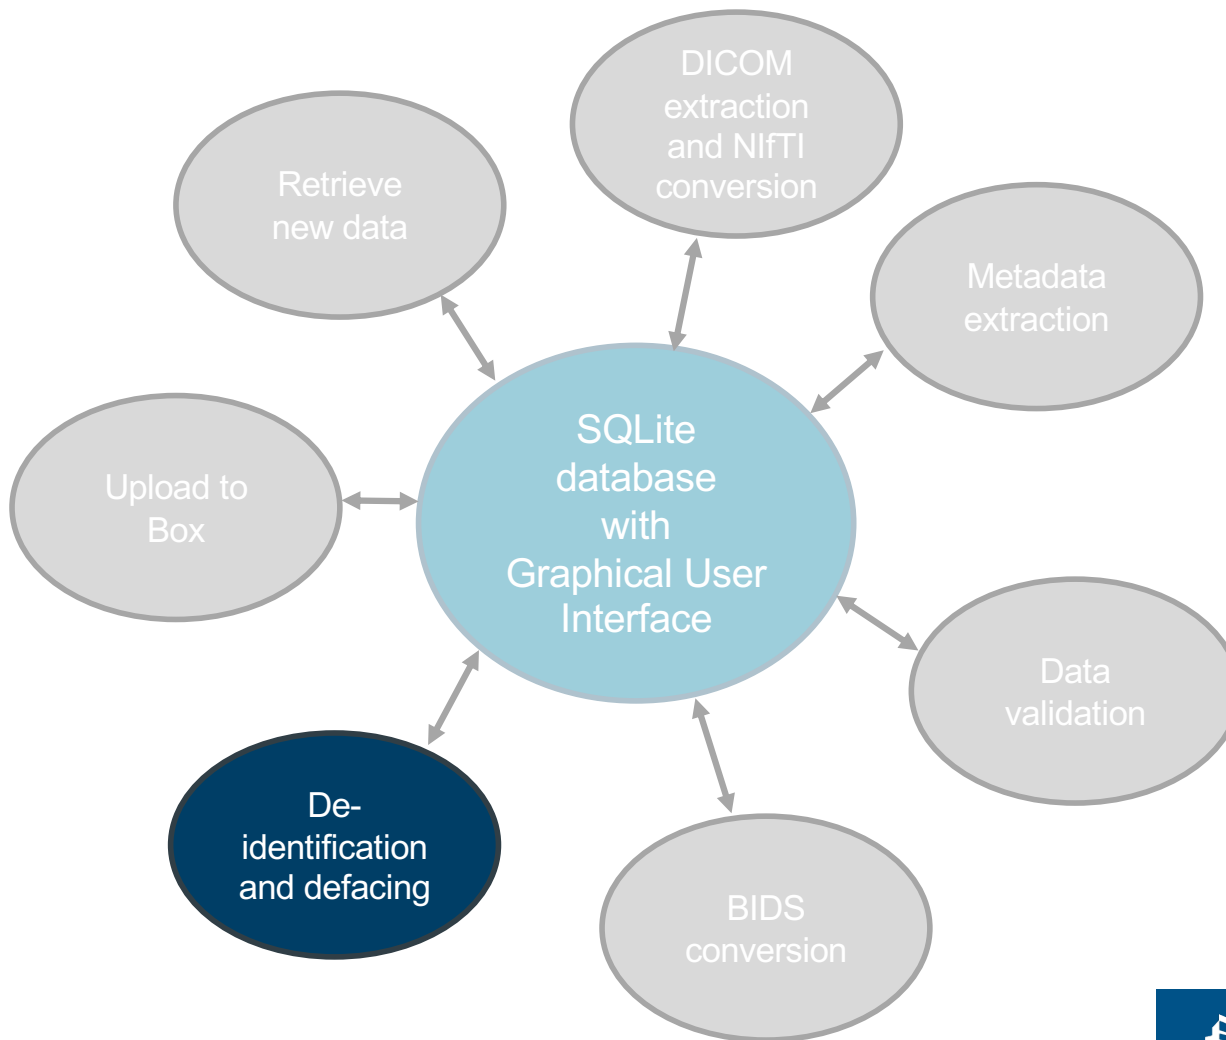 DICOM
extraction
and NIfTI
conversion
Retrieve
new data
Metadata
extraction
SQLite
database
with
Graphical User
Interface
Upload to
Box
Data
validation
De-
identification
and defacing
BIDS
conversion